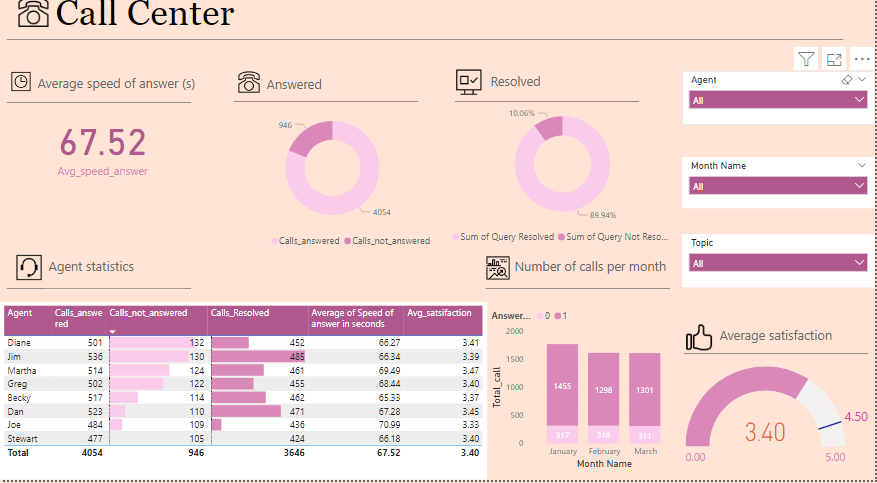 Call Center
Average speed of answer (s)
67.52
Avg_speed_answer
Answered
946
4054
Calls_answered Calls_not_answered
Resolved
10.06%
89.94%
Sum of Query Resolved Sum of Query Not Reso...
Agent
All
Month Name
All
Topic
All
Agent statistics
Agent Calls_answe Calls_not_answered Calls_Resolved Average of Speed of Avg_satsifaction
red answer in seconds
Diane 501 132 452 66.27 3.41
Jim 536 130 485 66.34 3.39
Martha 514 124 461 69.49 3.47
Greg 502 122 455 68.44 3.40
Becky 517 114 462 65.33 3.37
Dan 523 110 471 67.28 3.45
Joe 484 109 436 70.99 3.33
Stewart 477 105 424 66.18 3.40
Total 4054 946 3646 67.52 3.40
Number of calls per month
Answer... 0 1
Total_call
2000
1500
1000
500
0
1455
1298
1301
317
318
311
January February March
Month Name
Average satisfaction
4.50
3.40
0.00 5.00